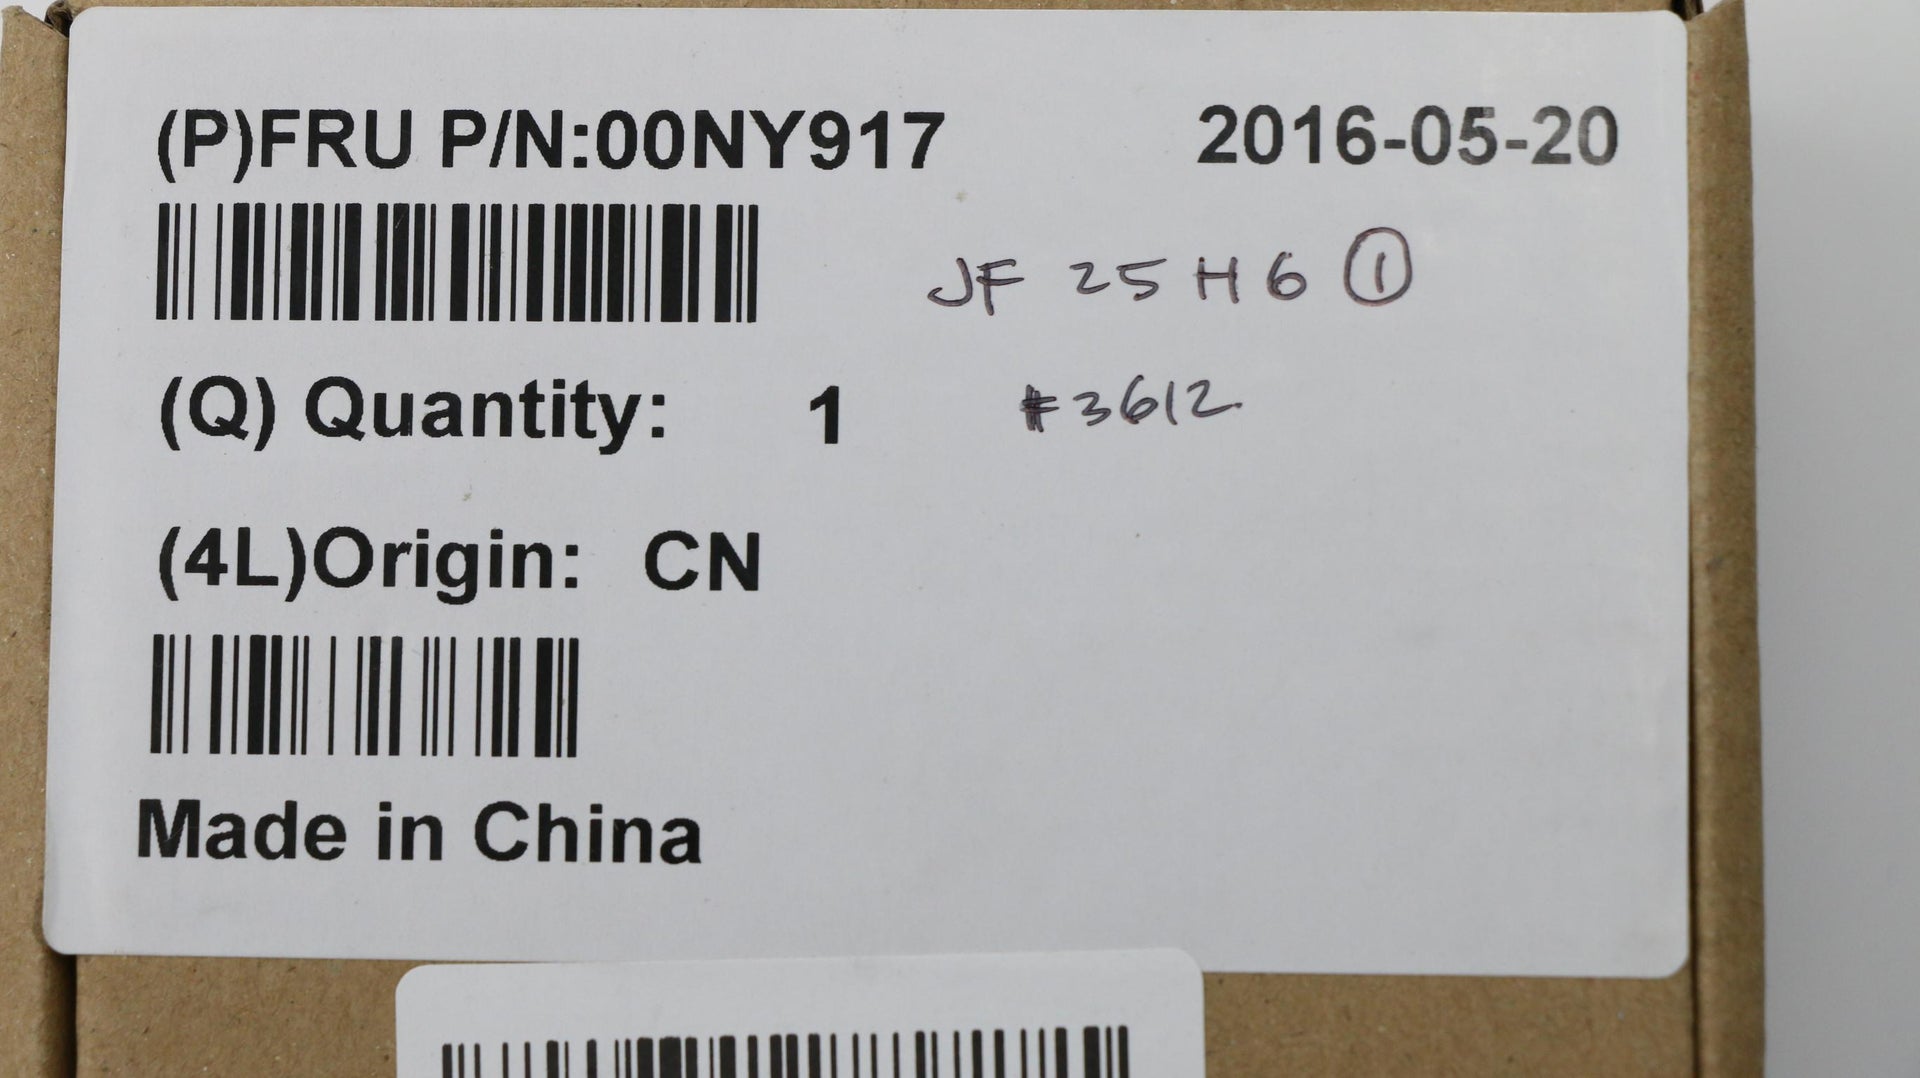 (P)FRU P/N:00NY917 2016-05-20
JF 25H6 ①
(Q) Quantity: 1 #3612
(4L)Origin: CN
Made in China